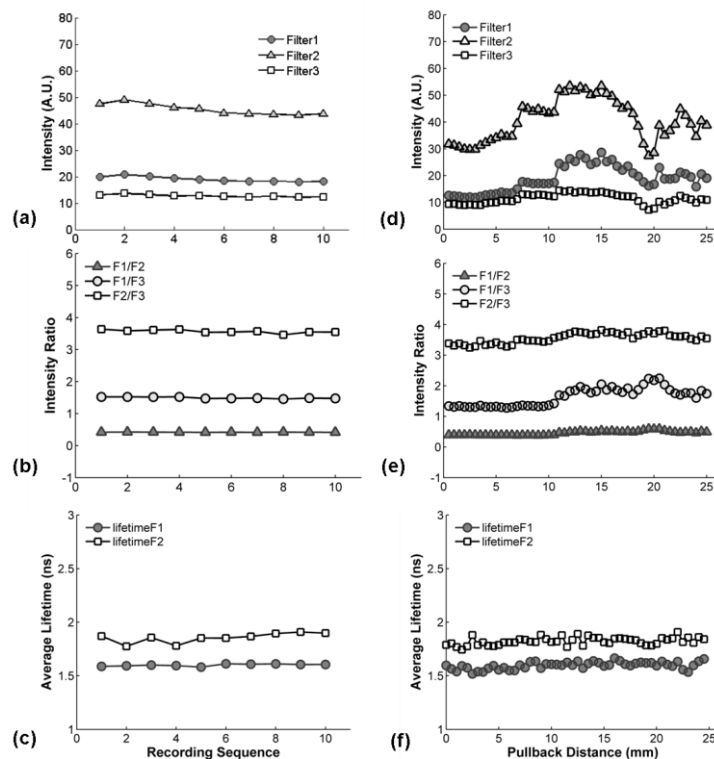 (a)
Intensity (A.U.)
80
70
60
50
40
30
20
10
0
Filter1
Filter2
Filter3
0 2 4 6 8 10
(b)
Intensity Ratio
6
5
4
3
2
1
0
-1
F1/F2
F1/F3
F2/F3
0 2 4 6 8 10
(c)
Average Lifetime (ns)
3
2.5
2
1.5
1
lifetimeF1
lifetimeF2
0 2 4 6 8 10
Recording Sequence
(d)
Intensity (A.U.)
80
70
60
50
40
30
20
10
0
Filter1
Filter2
Filter3
0 5 10 15 20 25
(e)
Intensity Ratio
6
5
4
3
2
1
0
-1
F1/F2
F1/F3
F2/F3
0 5 10 15 20 25
(f)
Average Lifetime (ns)
3
2.5
2
1.5
1
lifetimeF1
lifetimeF2
0 5 10 15 20 25
Pullback Distance (mm)